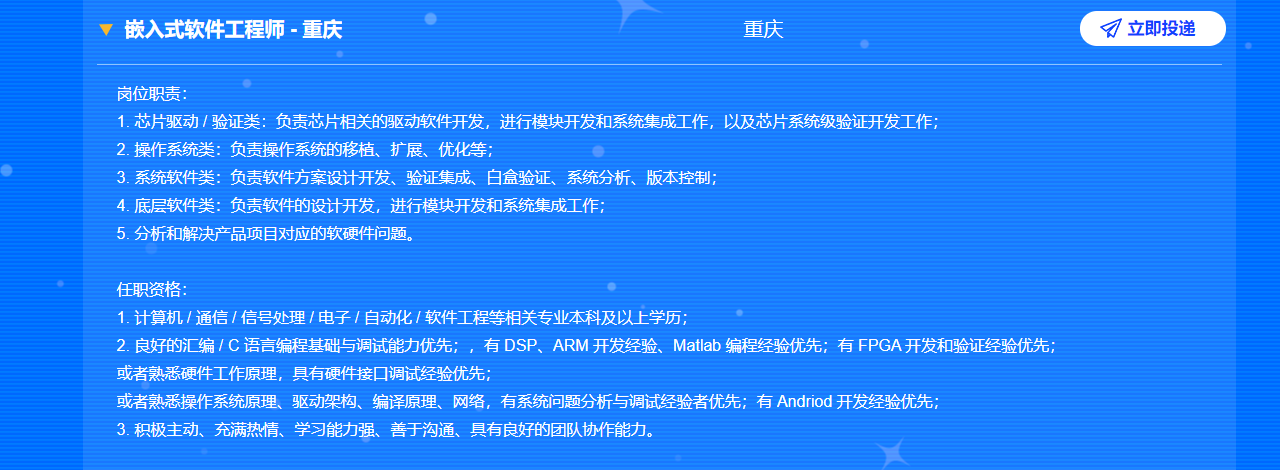 嵌入式软件工程师 - 重庆
重庆
立即投递
岗位职责：
1. 芯片驱动 / 验证类：负责芯片相关的驱动软件开发，进行模块开发和系统集成工作，以及芯片系统级验证开发工作；
2. 操作系统类：负责操作系统的移植、扩展、优化等；
3. 系统软件类：负责软件方案设计开发、验证集成、白盒验证、系统分析、版本控制；
4. 底层软件类：负责软件的设计开发，进行模块开发和系统集成工作；
5. 分析和解决产品项目对应的软硬件问题。
任职资格：
1. 计算机 / 通信 / 信号处理 / 电子 / 自动化 / 软件工程等相关专业本科及以上学历；
2. 良好的汇编 / C 语言编程基础与调试能力优先；，有 DSP、ARM 开发经验、Matlab 编程经验优先；有 FPGA 开发和验证经验优先；
或者熟悉硬件工作原理，具有硬件接口调试经验优先；
或者熟悉操作系统原理、驱动架构、编译原理、网络，有系统问题分析与调试经验者优先；有 Andriod 开发经验优先；
3. 积极主动、充满热情、学习能力强、善于沟通、具有良好的团队协作能力。